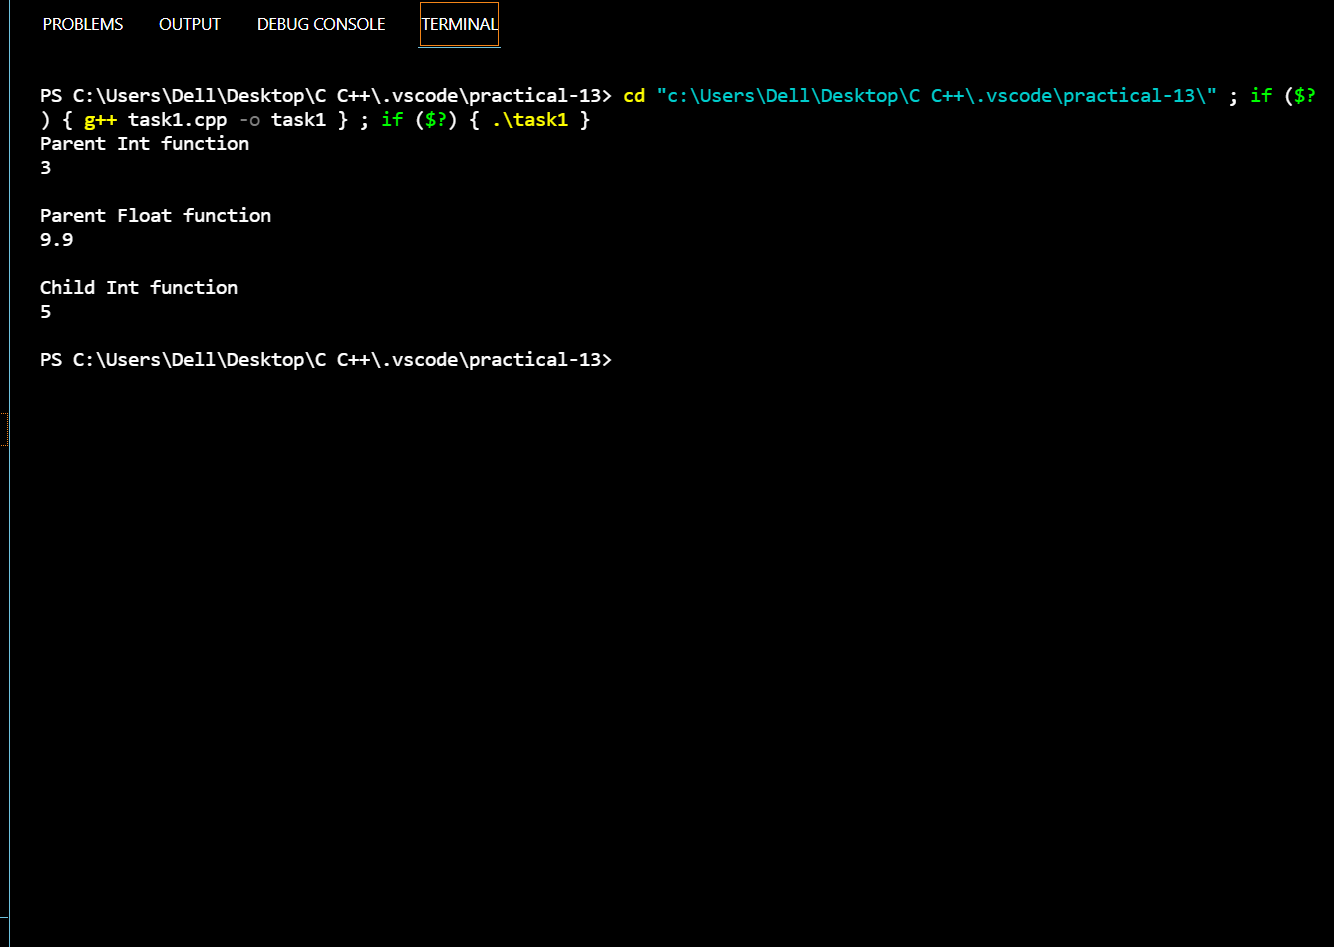 PROBLEMS OUTPUT DEBUG CONSOLE TERMINAL
PS C:\Users\Dell\Desktop\C C++\.vscode\practical-13> cd "c:\Users\Dell\Desktop\C C++\.vscode\practical-13\" ; if ($?
) { g++ task1.cpp -o task1 } ; if ($?) { .\task1 }
Parent Int function
3
Parent Float function
9.9
Child Int function
5
PS C:\Users\Dell\Desktop\C C++\.vscode\practical-13>